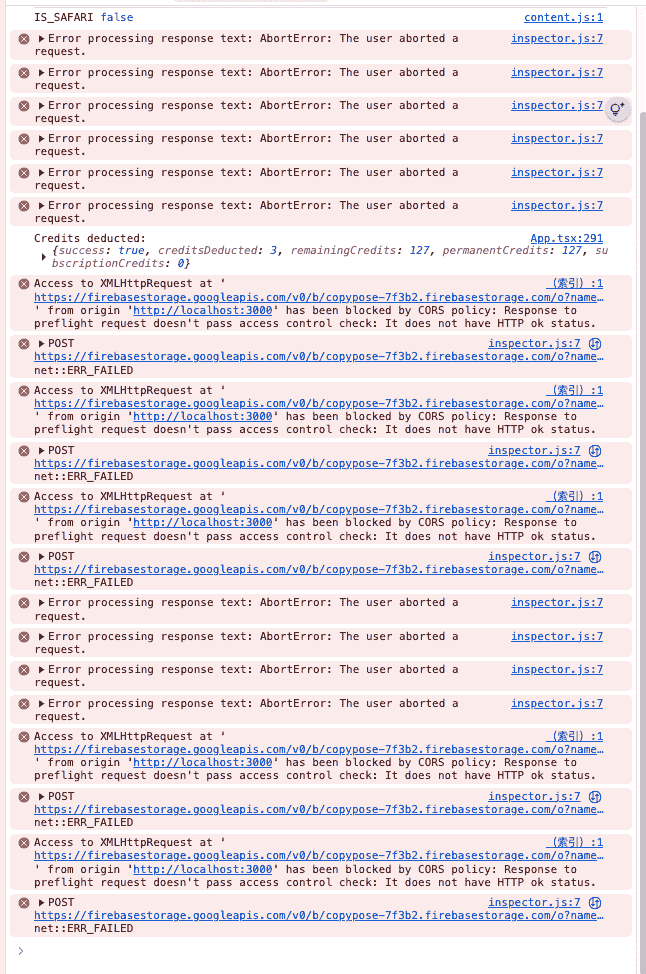 IS_SAFARI false content.js:1
▶Error processing response text: AbortError: The user aborted a inspector.js:7
request.
▶Error processing response text: AbortError: The user aborted a inspector.js:7
request.
▶Error processing response text: AbortError: The user aborted a inspector.js:7
request.
▶Error processing response text: AbortError: The user aborted a inspector.js:7
request.
▶Error processing response text: AbortError: The user aborted a inspector.js:7
request.
▶Error processing response text: AbortError: The user aborted a inspector.js:7
request.
Credits deducted: App.tsx:291
{success: true, creditsDeducted: 3, remainingCredits: 127, permanentCredits: 127, su
▶ bscriptionCredits: 0}
Access to XMLHttpRequest at ' （索引）:1
https://firebasestorage.googleapis.com/v0/b/copypose-7f3b2.firebasestorage.com/o?name…
' from origin 'http://localhost:3000' has been blocked by CORS policy: Response to
preflight request doesn't pass access control check: It does not have HTTP ok status.
▶POST inspector.js:7
https://firebasestorage.googleapis.com/v0/b/copypose-7f3b2.firebasestorage.com/o?name…
net::ERR_FAILED
Access to XMLHttpRequest at ' （索引）:1
https://firebasestorage.googleapis.com/v0/b/copypose-7f3b2.firebasestorage.com/o?name…
' from origin 'http://localhost:3000' has been blocked by CORS policy: Response to
preflight request doesn't pass access control check: It does not have HTTP ok status.
▶POST inspector.js:7
https://firebasestorage.googleapis.com/v0/b/copypose-7f3b2.firebasestorage.com/o?name…
net::ERR_FAILED
Access to XMLHttpRequest at ' （索引）:1
https://firebasestorage.googleapis.com/v0/b/copypose-7f3b2.firebasestorage.com/o?name…
' from origin 'http://localhost:3000' has been blocked by CORS policy: Response to
preflight request doesn't pass access control check: It does not have HTTP ok status.
▶POST inspector.js:7
https://firebasestorage.googleapis.com/v0/b/copypose-7f3b2.firebasestorage.com/o?name…
net::ERR_FAILED
▶Error processing response text: AbortError: The user aborted a inspector.js:7
request.
▶Error processing response text: AbortError: The user aborted a inspector.js:7
request.
▶Error processing response text: AbortError: The user aborted a inspector.js:7
request.
▶Error processing response text: AbortError: The user aborted a inspector.js:7
request.
Access to XMLHttpRequest at ' （索引）:1
https://firebasestorage.googleapis.com/v0/b/copypose-7f3b2.firebasestorage.com/o?name…
' from origin 'http://localhost:3000' has been blocked by CORS policy: Response to
preflight request doesn't pass access control check: It does not have HTTP ok status.
▶POST inspector.js:7
https://firebasestorage.googleapis.com/v0/b/copypose-7f3b2.firebasestorage.com/o?name…
net::ERR_FAILED
Access to XMLHttpRequest at ' （索引）:1
https://firebasestorage.googleapis.com/v0/b/copypose-7f3b2.firebasestorage.com/o?name…
' from origin 'http://localhost:3000' has been blocked by CORS policy: Response to
preflight request doesn't pass access control check: It does not have HTTP ok status.
▶POST inspector.js:7
https://firebasestorage.googleapis.com/v0/b/copypose-7f3b2.firebasestorage.com/o?name…
net::ERR_FAILED
>